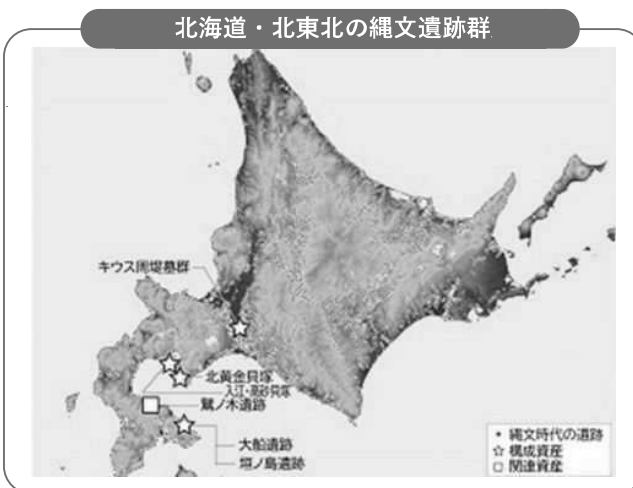 北海道・北東北の縄文遺跡群
キウス周堤墓群
北黄金貝塚
入江・高砂貝塚
鷲ノ木遺跡
大船遺跡
垣ノ島遺跡
• 縄文時代の遺跡
☆ 構成資産
□ 関連資産